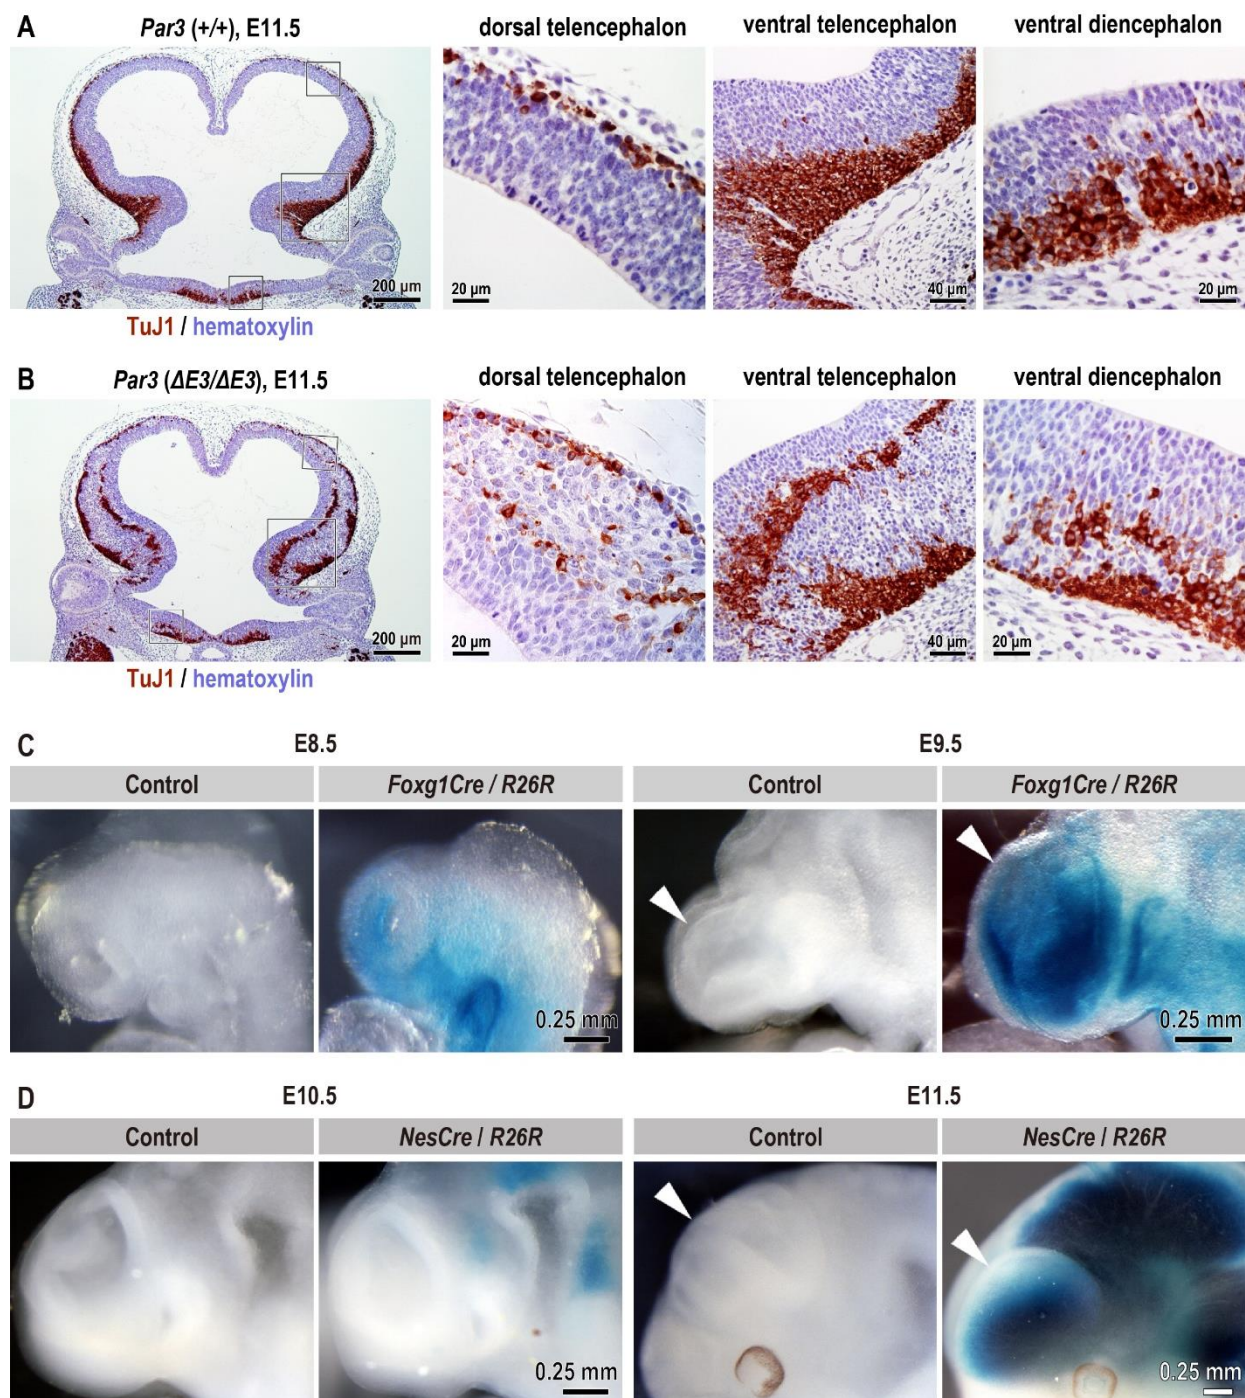 A
Par3 (+/+), E11.5
dorsal telencephalon
ventral telencephalon
ventral diencephalon
200 µm
20 µm
40 µm
20 µm
TuJ1 / hematoxylin
B
Par3 (ΔE3/ΔE3), E11.5
dorsal telencephalon
ventral telencephalon
ventral diencephalon
200 µm
20 µm
40 µm
20 µm
TuJ1 / hematoxylin
C
E8.5
E9.5
Control
Foxg1Cre / R26R
Control
Foxg1Cre / R26R
0.25 mm
0.25 mm
D
E10.5
E11.5
Control
NesCre / R26R
Control
NesCre / R26R
0.25 mm
0.25 mm